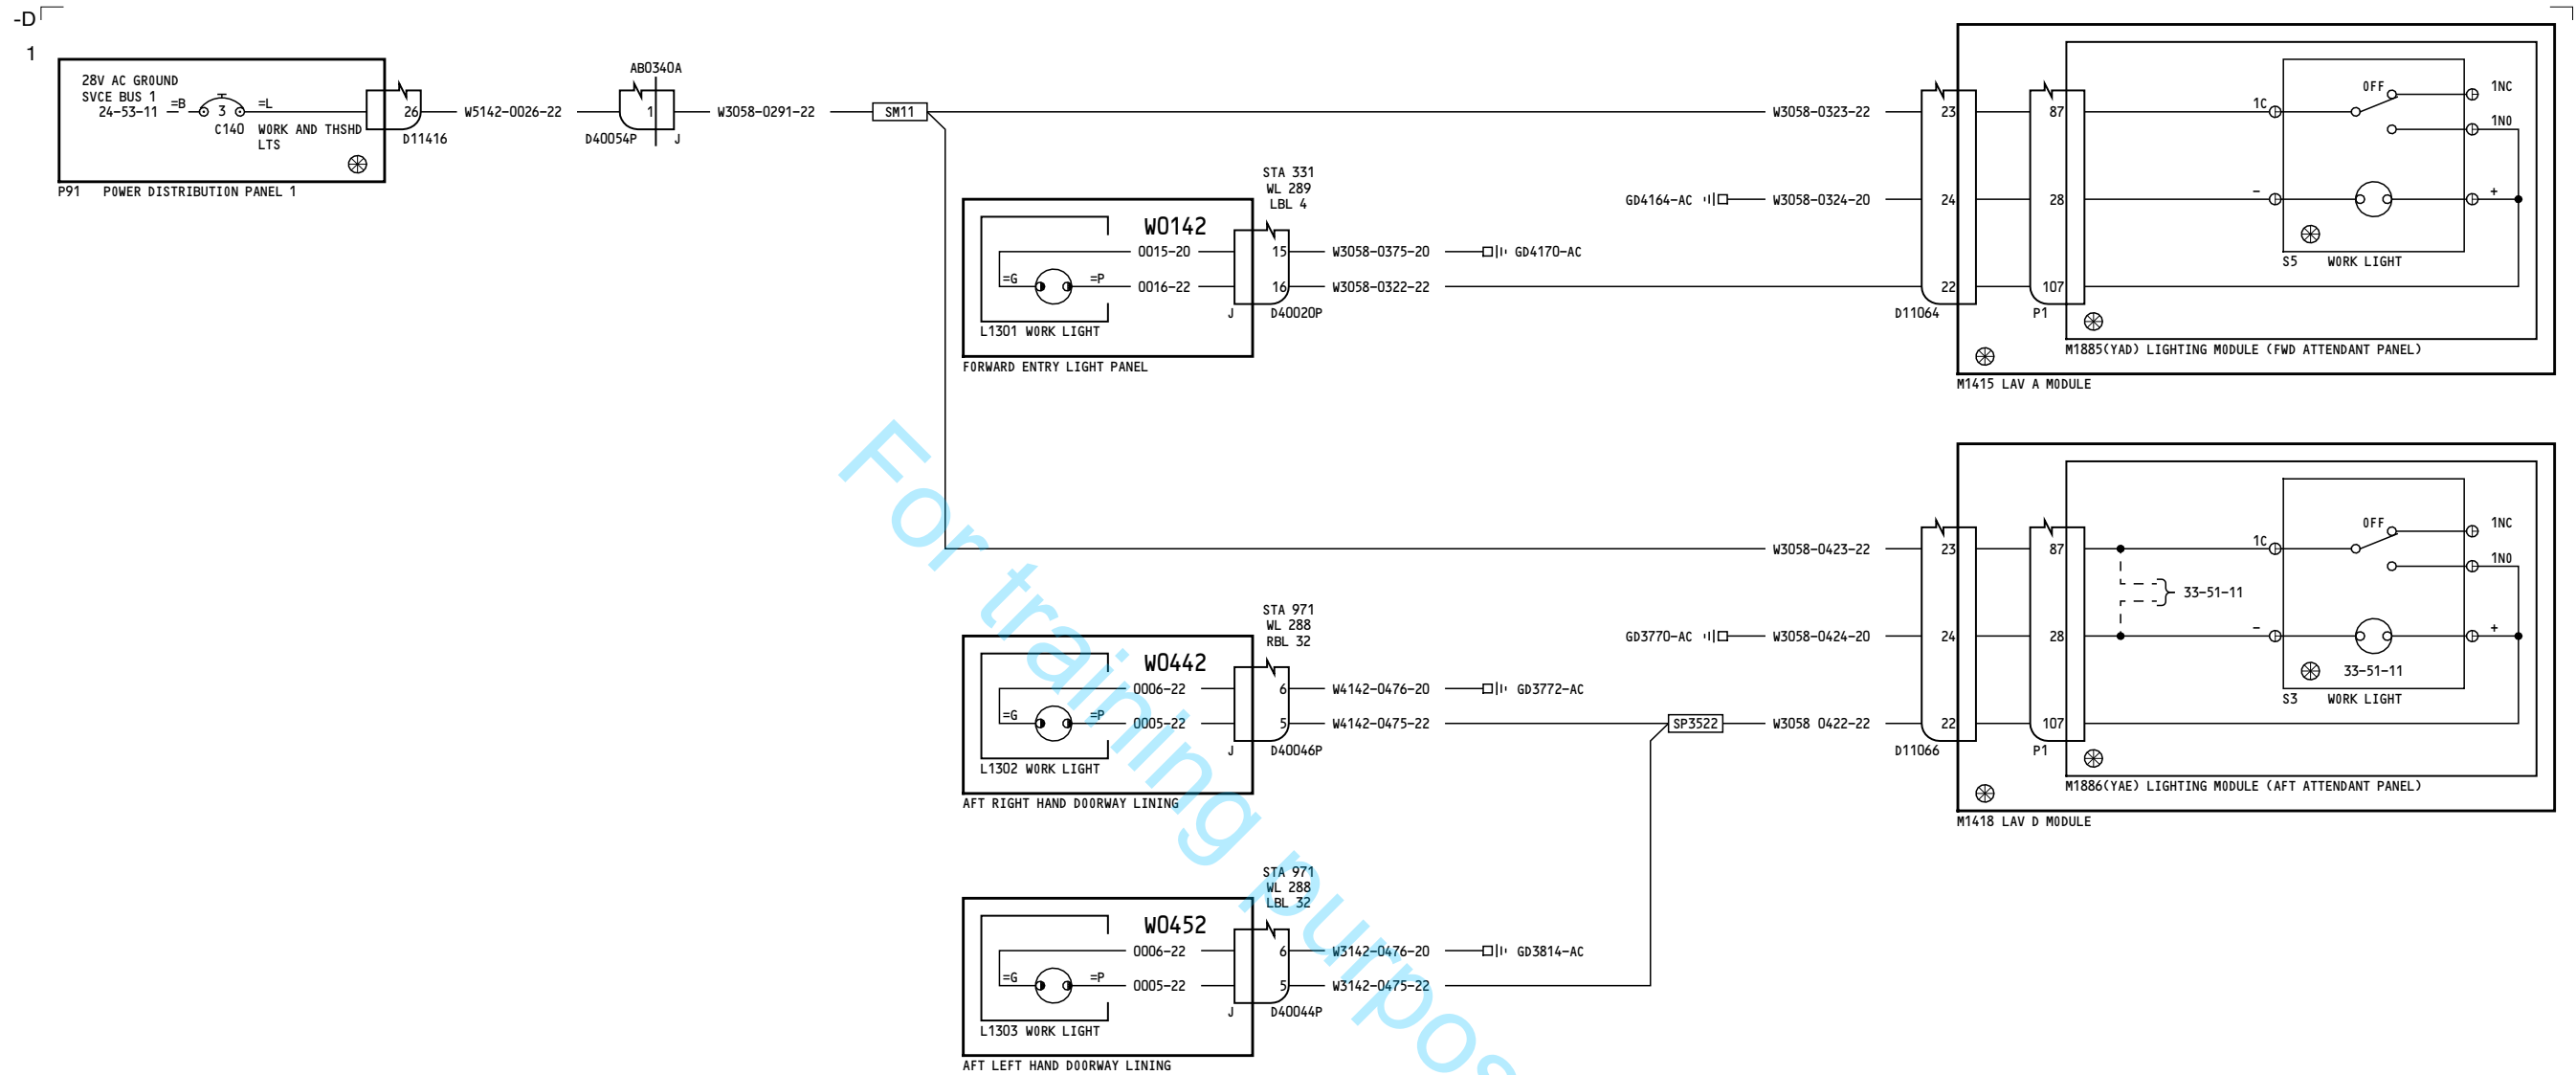 -D
1
28V AC GROUND
SVCE BUS 1
24-53-11
=B
3
=L
C140
WORK AND THSHD
LTS
26
D11416
P91 POWER DISTRIBUTION PANEL 1
W5142-0026-22
AB0340A
1
D40054P
J
W3058-0291-22
SM11
W3058-0323-22
23
87
1C
OFF
1NC
1NO
STA 331
WL 289
LBL 4
GD4164-AC
W3058-0324-20
24
28
-
+
S5 WORK LIGHT
W0142
0015-20
15
W3058-0375-20
GD4170-AC
=G
=P
0016-22
16
W3058-0322-22
22
107
J
D40020P
D11064
P1
L1301 WORK LIGHT
FORWARD ENTRY LIGHT PANEL
M1885(YAD) LIGHTING MODULE (FWD ATTENDANT PANEL)
M1415 LAV A MODULE
W3058-0423-22
23
87
1C
OFF
1NC
1NO
33-51-11
STA 971
WL 288
RBL 32
GD3770-AC
W3058-0424-20
24
28
-
+
33-51-11
S3 WORK LIGHT
W0442
0006-22
6
W4142-0476-20
GD3772-AC
=G
=P
0005-22
5
W4142-0475-22
SP3522
W3058 0422-22
22
107
J
D40046P
D11066
P1
L1302 WORK LIGHT
AFT RIGHT HAND DOORWAY LINING
M1886(YAE) LIGHTING MODULE (AFT ATTENDANT PANEL)
M1418 LAV D MODULE
STA 971
WL 288
LBL 32
W0452
0006-22
6
W3142-0476-20
GD3814-AC
=G
=P
0005-22
5
W3142-0475-22
J
D40044P
L1303 WORK LIGHT
AFT LEFT HAND DOORWAY LINING
For training purpos